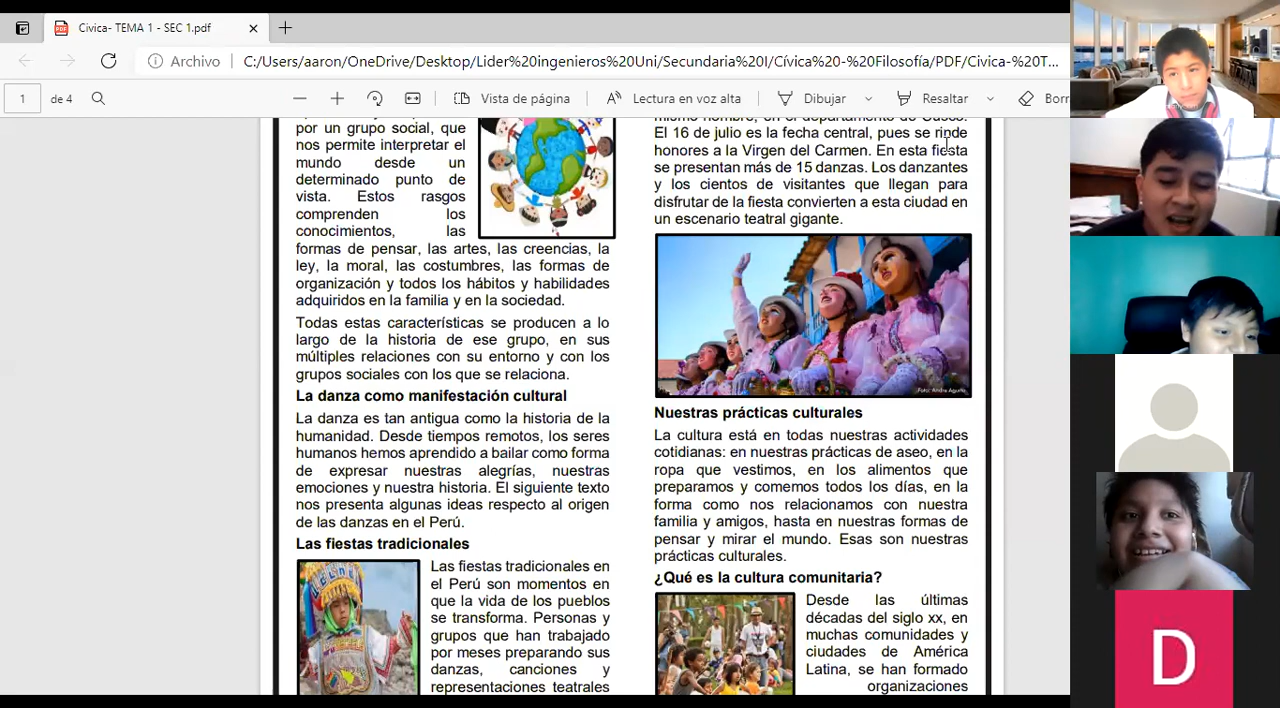 Civica- TEMA 1 - SEC 1.pdf
Archivo
C:/Users/aaron/OneDrive/Desktop/Lider%20ingenieros%20Uni/Secundaria%20I/Cívica%20-%20Filosofía/PDF/Civica-%20T...
1
de 4
Vista de página
Lectura en voz alta
Dibujar
Resaltar
Borr
por un grupo social, que
nos permite interpretar el
mundo desde un
determinado punto de
vista. Estos rasgos
comprenden los
conocimientos, las
formas de pensar, las artes, las creencias, la
ley, la moral, las costumbres, las formas de
organización y todos los hábitos y habilidades
adquiridos en la familia y en la sociedad.
Todas estas características se producen a lo
largo de la historia de ese grupo, en sus
múltiples relaciones con su entorno y con los
grupos sociales con los que se relaciona.
La danza como manifestación cultural
La danza es tan antigua como la historia de la
humanidad. Desde tiempos remotos, los seres
humanos hemos aprendido a bailar como forma
de expresar nuestras alegrías, nuestras
emociones y nuestra historia. El siguiente texto
nos presenta algunas ideas respecto al origen
de las danzas en el Perú.
Las fiestas tradicionales
Las fiestas tradicionales en
el Perú son momentos en
que la vida de los pueblos
se transforma. Personas y
grupos que han trabajado
por meses preparando sus
danzas, canciones y
representaciones teatrales
mismo nombre, en el departamento de Cusco.
El 16 de julio es la fecha central, pues se rinde
honores a la Virgen del Carmen. En esta fiesta
se presentan más de 15 danzas. Los danzantes
y los cientos de visitantes que llegan para
disfrutar de la fiesta convierten a esta ciudad en
un escenario teatral gigante.
Nuestras prácticas culturales
La cultura está en todas nuestras actividades
cotidianas: en nuestras prácticas de aseo, en la
ropa que vestimos, en los alimentos que
preparamos y comemos todos los días, en la
forma como nos relacionamos con nuestra
familia y amigos, hasta en nuestras formas de
pensar y mirar el mundo. Esas son nuestras
prácticas culturales.
¿Qué es la cultura comunitaria?
Desde las últimas
décadas del siglo xx, en
muchas comunidades y
ciudades de América
Latina, se han formado
organizaciones
D